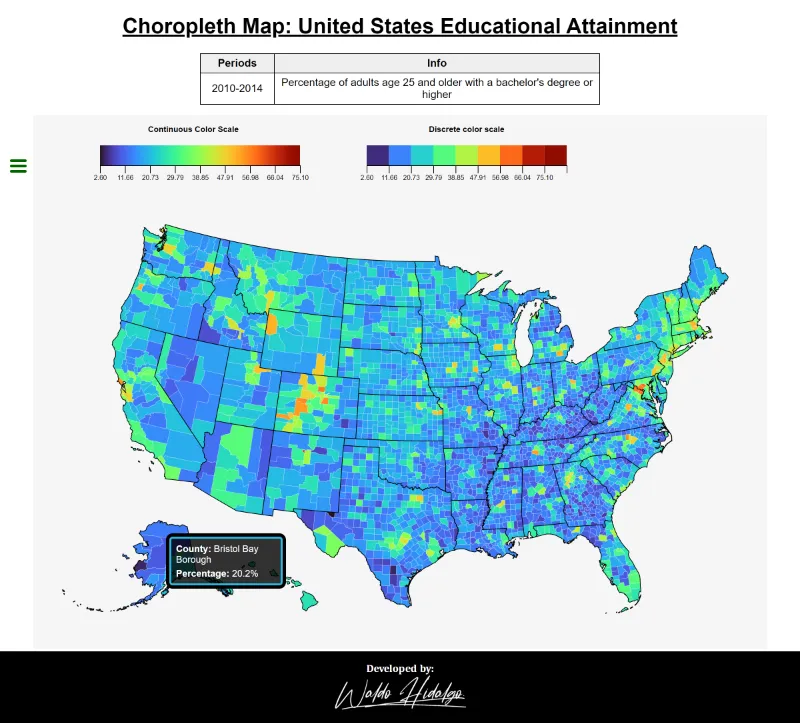 Choropleth Map: United States Educational Attainment
Periods Info
2010-2014 Percentage of adults age 25 and older with a bachelor's degree or
higher
Continuous Color Scale
2.60 11.66 20.73 29.79 38.85 47.91 56.98 66.04 75.10
Discrete color scale
2.60 11.66 20.73 29.79 38.85 47.91 56.98 66.04 75.10
County: Bristol Bay
Borough
Percentage: 20.2%
Developed by:
Waldo Hidalgo.